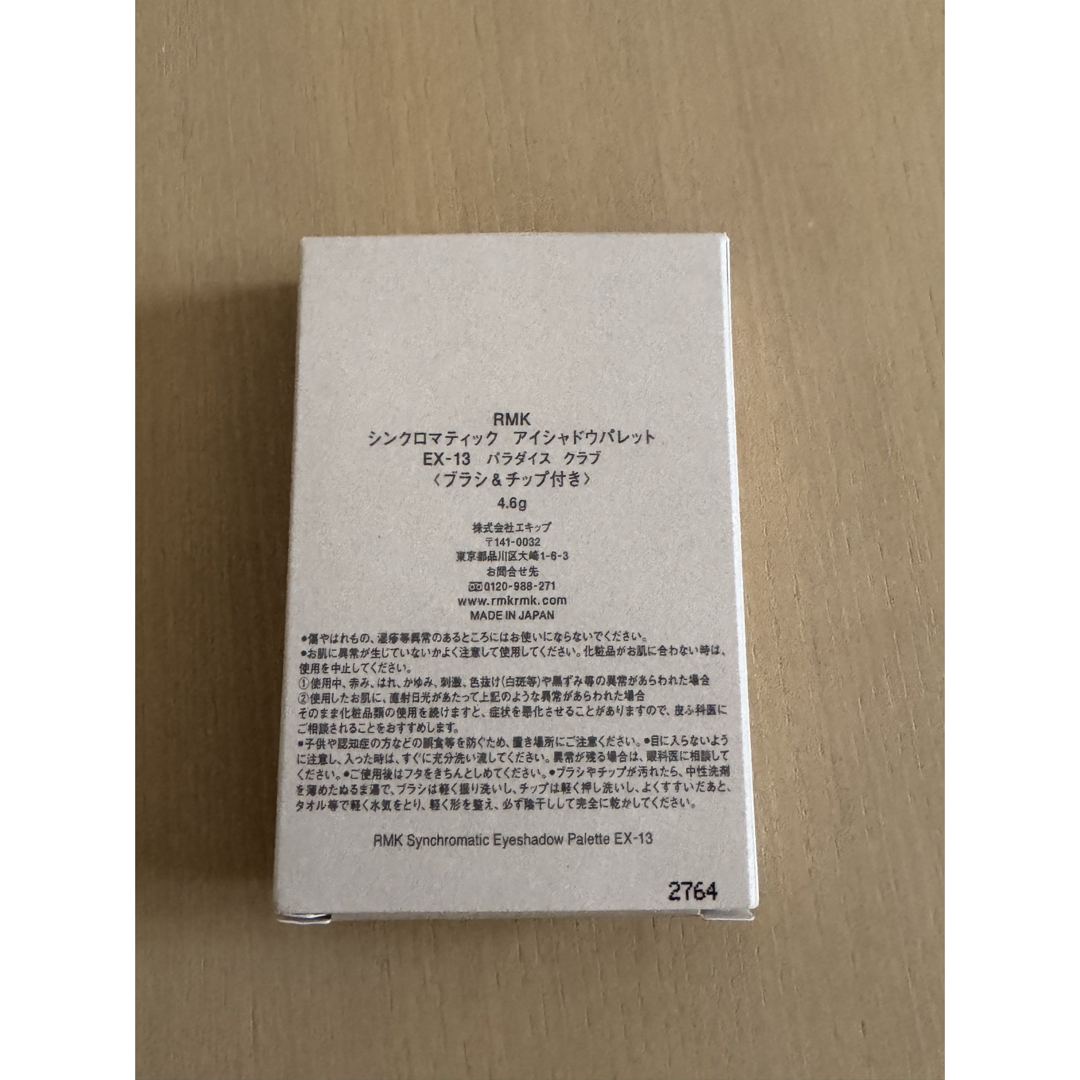 RMK
シンクロマティック アイシャドウパレット
EX-13 パラダイス クラブ
〈ブラシ&チップ付き〉
4.6g
株式会社エキップ
〒141-0032
東京都品川区大崎1-6-3
お問合せ先
0120-988-271
www.rmkrmk.com
MADE IN JAPAN
●傷やはれもの、湿疹等異常のあるところにはお使いにならないでください。
●お肌に異常が生じていないかよく注意して使用してください。化粧品がお肌に合わない時は、
使用を中止してください。
①使用中、赤み、はれ、かゆみ、刺激、色抜け(白斑等)や黒ずみ等の異常があらわれた場合
②使用したお肌に、直射日光があたって上記のような異常があらわれた場合
そのまま化粧品類の使用を続けますと、症状を悪化させることがありますので、皮ふ科医に
ご相談されることをおすすめします。
●子供や認知症の方などの誤食等を防ぐため、置き場所にご注意ください。●目に入らないよう
に注意し、入った時は、すぐに充分洗い流してください。異常が残る場合は、眼科医に相談して
ください。●ご使用後はフタをきちんとしめてください。●ブラシやチップが汚れたら、中性洗剤
を薄めたぬるま湯で、ブラシは軽く振り洗いし、チップは軽く押し洗いし、よくすすいだあと、
タオル等で軽く水気をとり、軽く形を整え、必ず陰干しして完全に乾かしてください。
RMK Synchromatic Eyeshadow Palette EX-13
2764